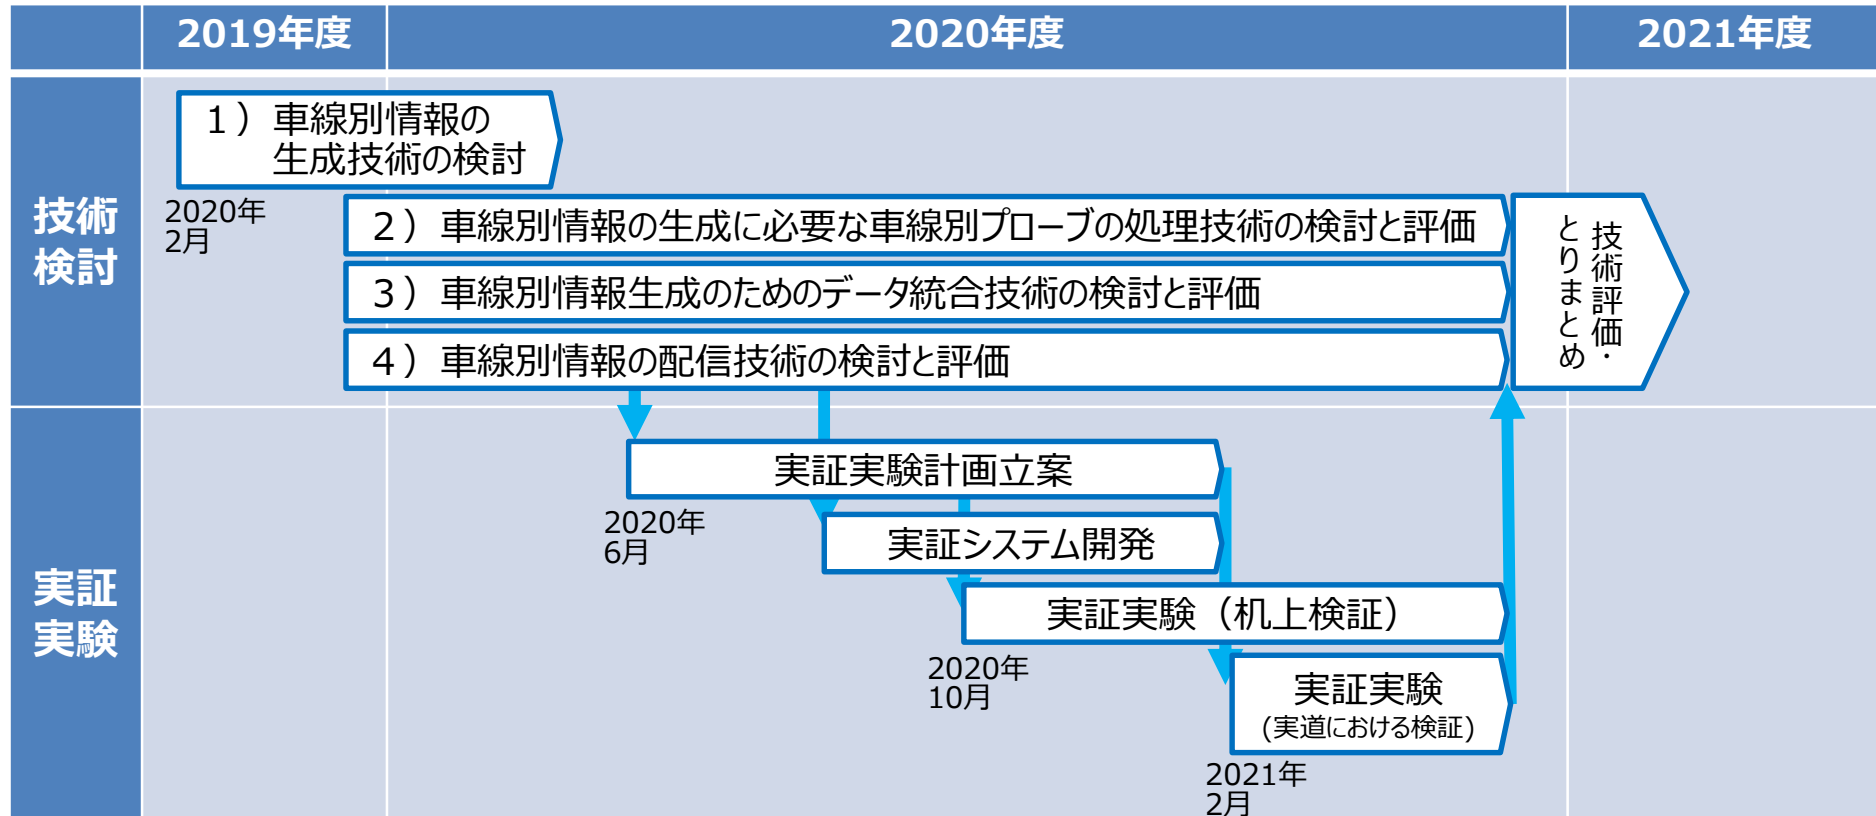 2019年度
2020年度
2021年度
技術
検討
1）車線別情報の
生成技術の検討
2020年
2月
2）車線別情報の生成に必要な車線別プローブの処理技術の検討と評価
3）車線別情報生成のためのデータ統合技術の検討と評価
4）車線別情報の配信技術の検討と評価
技術評価・
とりまとめ
実証
実験
実証実験計画立案
2020年
6月
実証システム開発
実証実験（机上検証）
2020年
10月
実証実験
(実道における検証)
2021年
2月